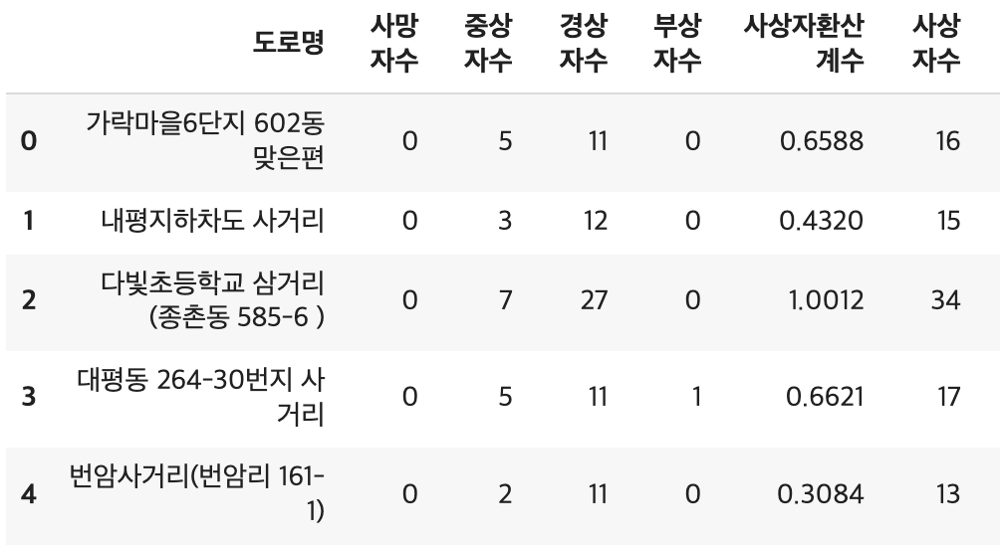 도로명 사망자수 중상자수 경상자수 부상자수 사상자환산계수 사상자수
0 가락마을6단지 602동 맞은편 0 5 11 0 0.6588 16
1 내평지하차도 사거리 0 3 12 0 0.4320 15
2 다빛초등학교 삼거리 (종촌동 585-6 ) 0 7 27 0 1.0012 34
3 대평동 264-30번지 사거리 0 5 11 1 0.6621 17
4 번암사거리(번암리 161-1) 0 2 11 0 0.3084 13